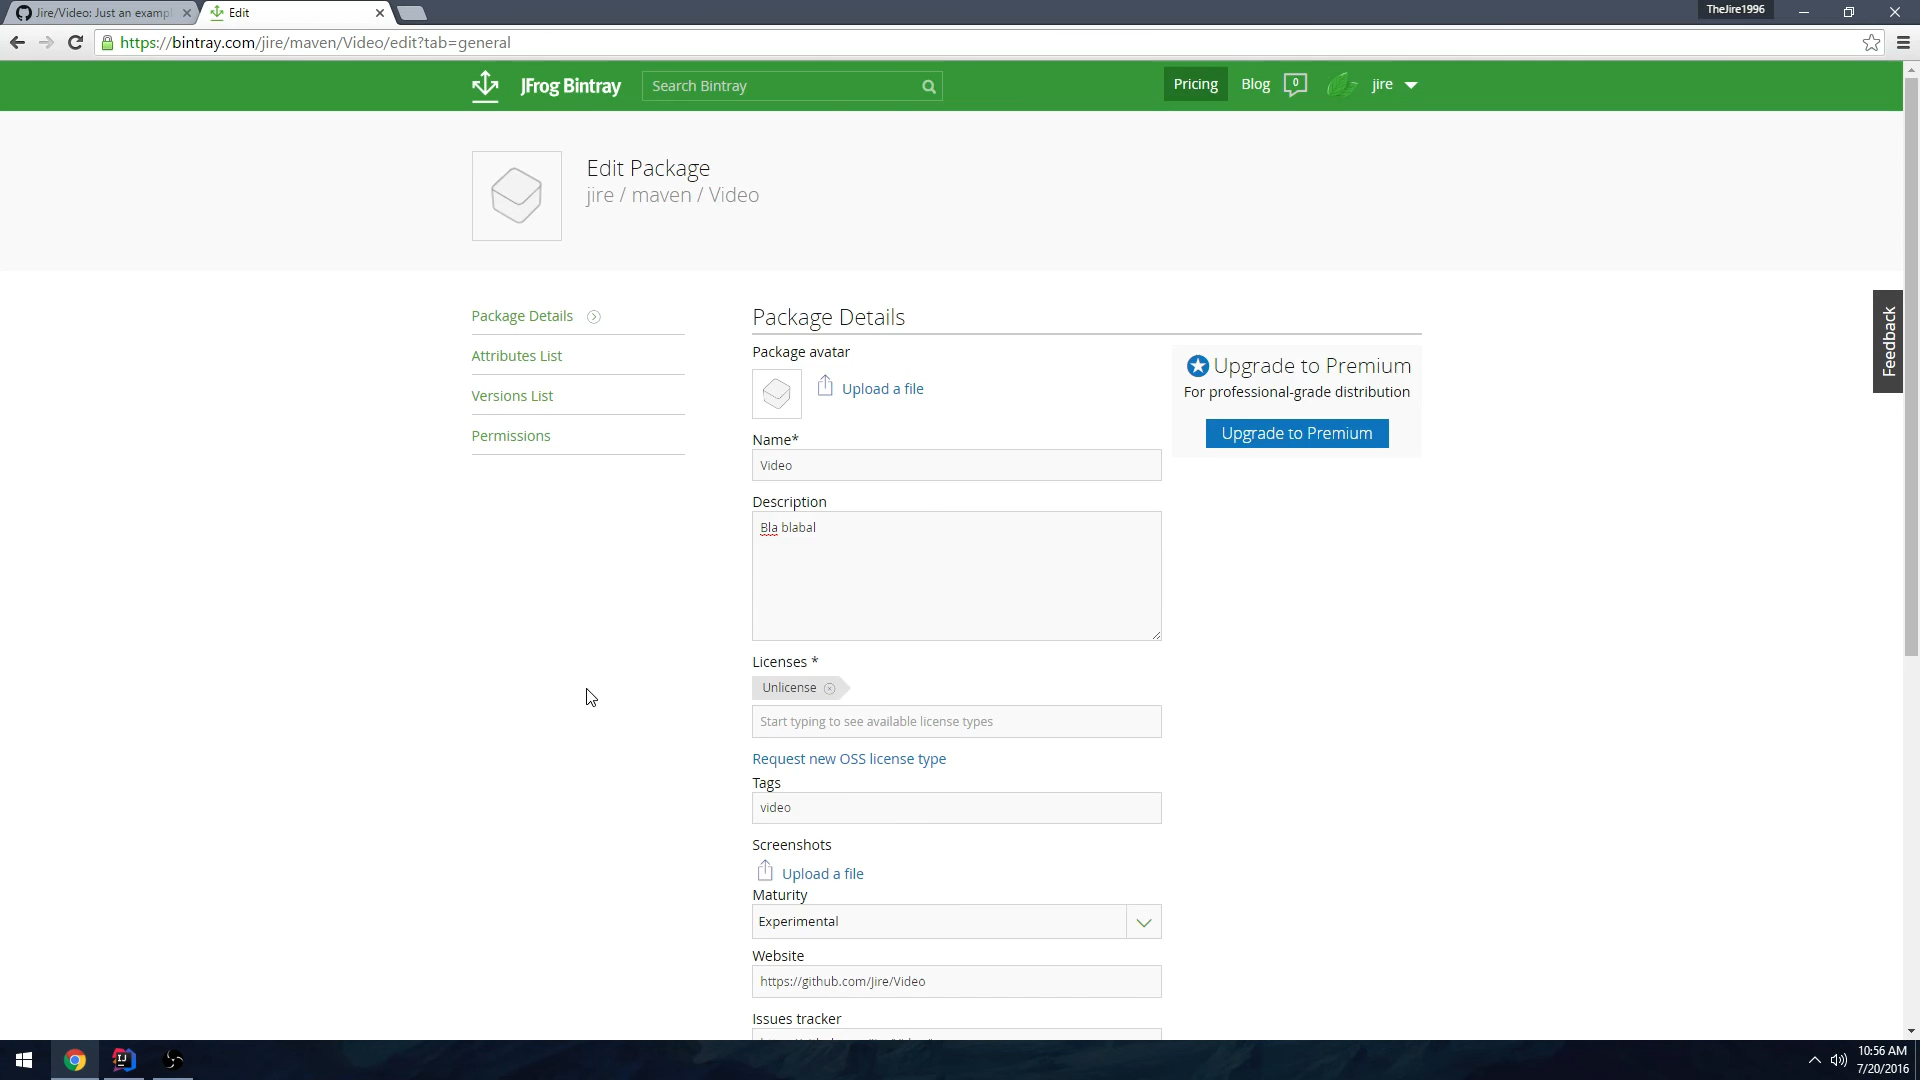 Jire/Video: Just an exampl
Edit
TheJire1996
https://bintray.com/jire/maven/Video/edit?tab=general
JFrog Bintray
Search Bintray
Pricing
Blog
0
jire
Edit Package
jire / maven / Video
Package Details
Attributes List
Versions List
Permissions
Package Details
Package avatar
Upload a file
Name*
Video
Description
Bla blabal
Licenses *
Unlicense
Start typing to see available license types
Request new OSS license type
Tags
video
Screenshots
Upload a file
Maturity
Experimental
Website
https://github.com/Jire/Video
Issues tracker
Upgrade to Premium
For professional-grade distribution
Upgrade to Premium
Feedback
IJ
10:56 AM
7/20/2016